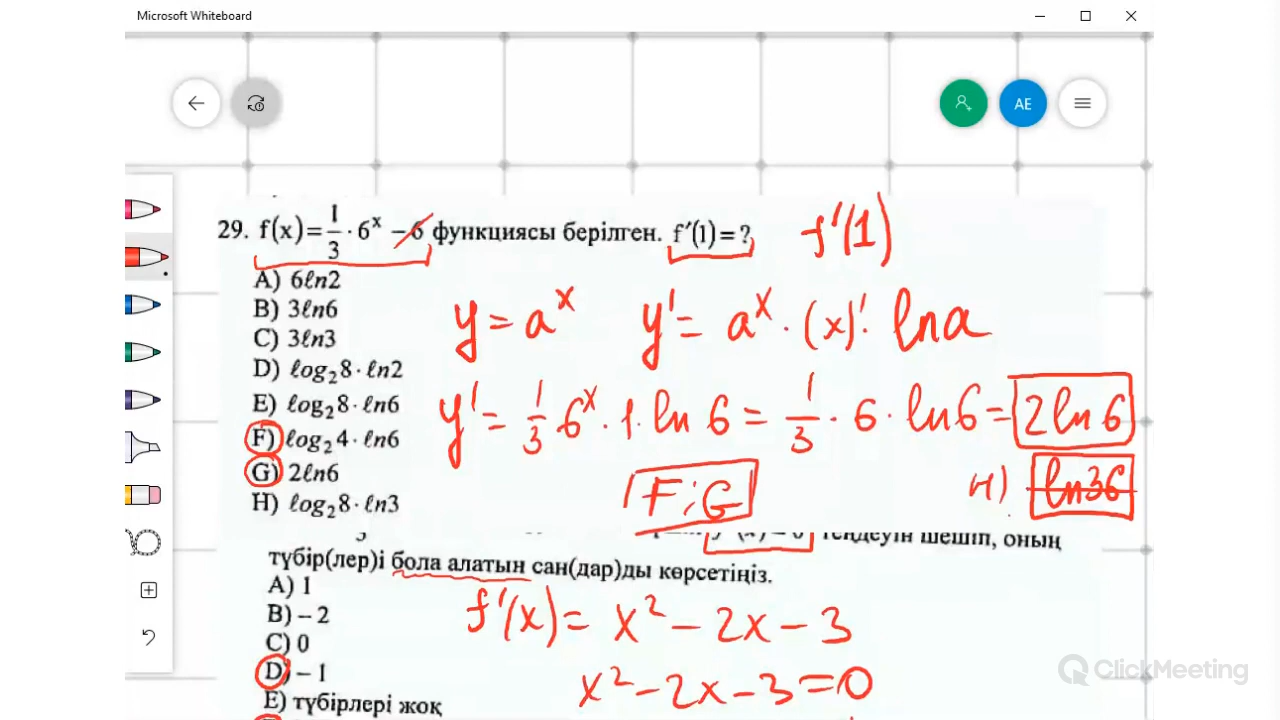 Microsoft Whiteboard
AE
29. f(x)=1/3 · 6ˣ − 6 функциясы берілген. f′(1)=? f'(1)
A) 6ℓn2
B) 3ℓn6
y = aˣ y' = aˣ · (x)' · lna
C) 3ℓn3
D) ℓog₂8 · ℓn2
E) ℓog₂8 · ℓn6
y' = 1/3 6ˣ · 1 · ln 6 = 1/3 · 6 · ln6 = 2 ln 6
F) ℓog₂4 · ℓn6
G) 2ℓn6
F; G
H) ln36
H) ℓog₂8 · ℓn3
теңдеуін шешіп, оның
түбір(лер)і бола алатын сан(дар)ды көрсетіңіз.
A) 1
B) – 2
f'(x) = x² – 2x – 3
C) 0
D) – 1
x² – 2x – 3 = 0
E) түбірлері жоқ
ClickMeeting